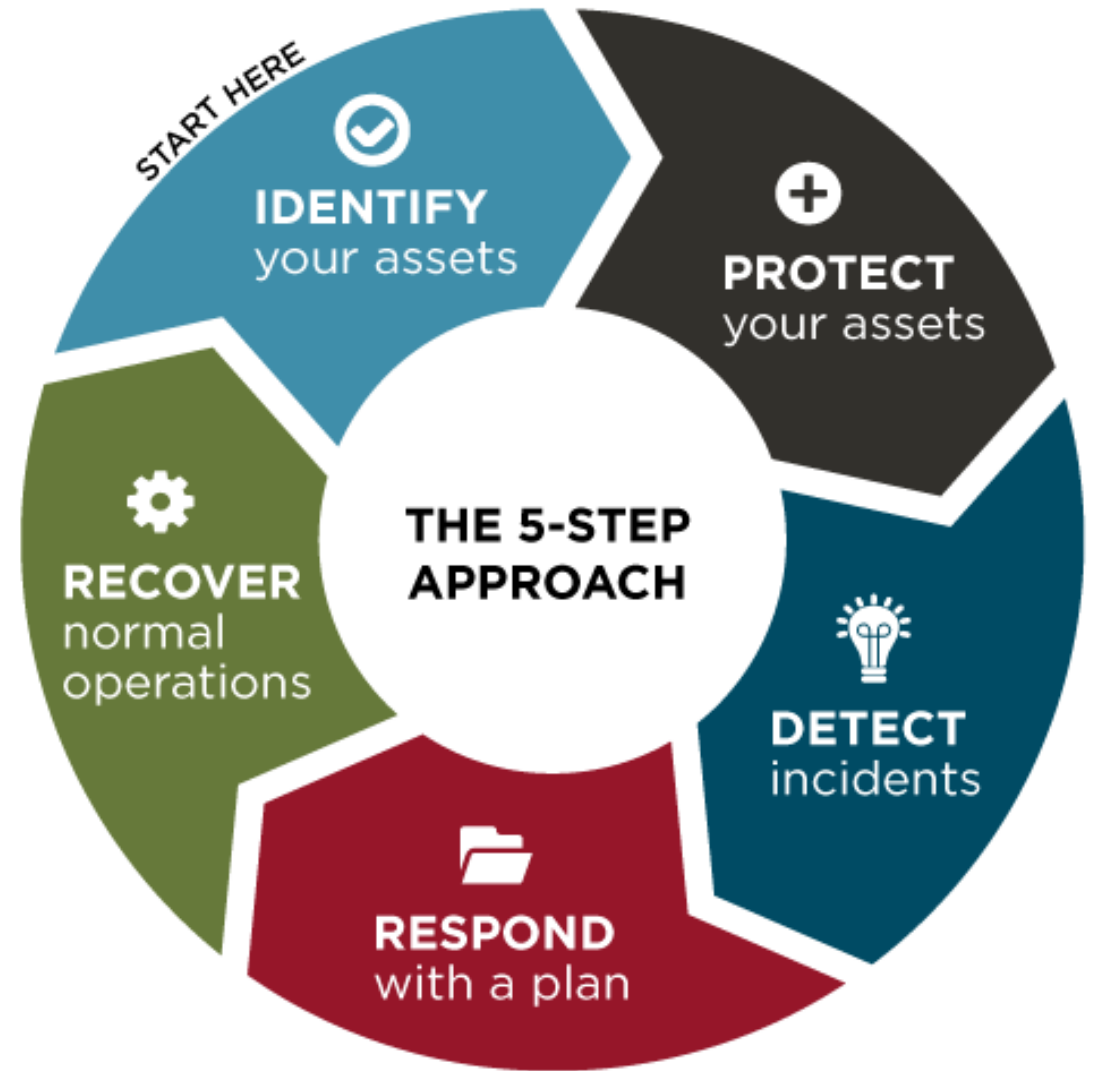 START HERE
IDENTIFY
your assets
PROTECT
your assets
DETECT
incidents
RESPOND
with a plan
RECOVER
normal
operations
THE 5-STEP
APPROACH